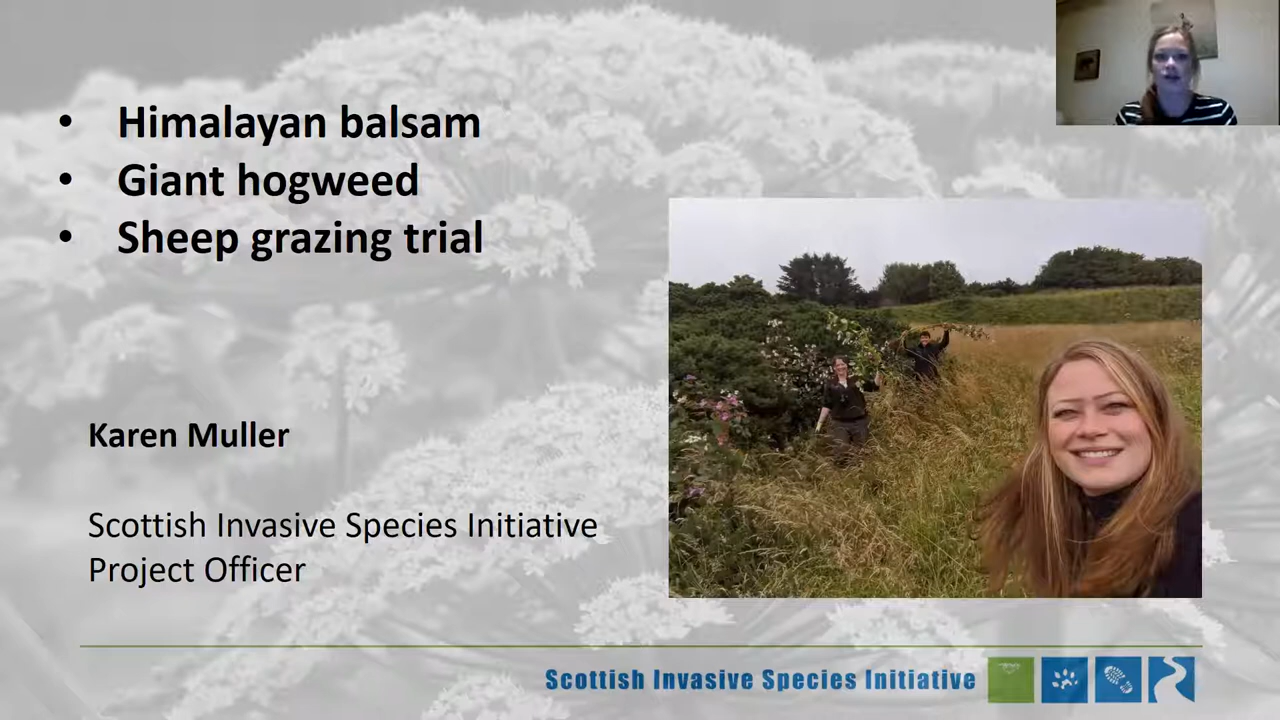 • Himalayan balsam
• Giant hogweed
• Sheep grazing trial
Karen Muller
Scottish Invasive Species Initiative
Project Officer
Scottish Invasive Species Initiative